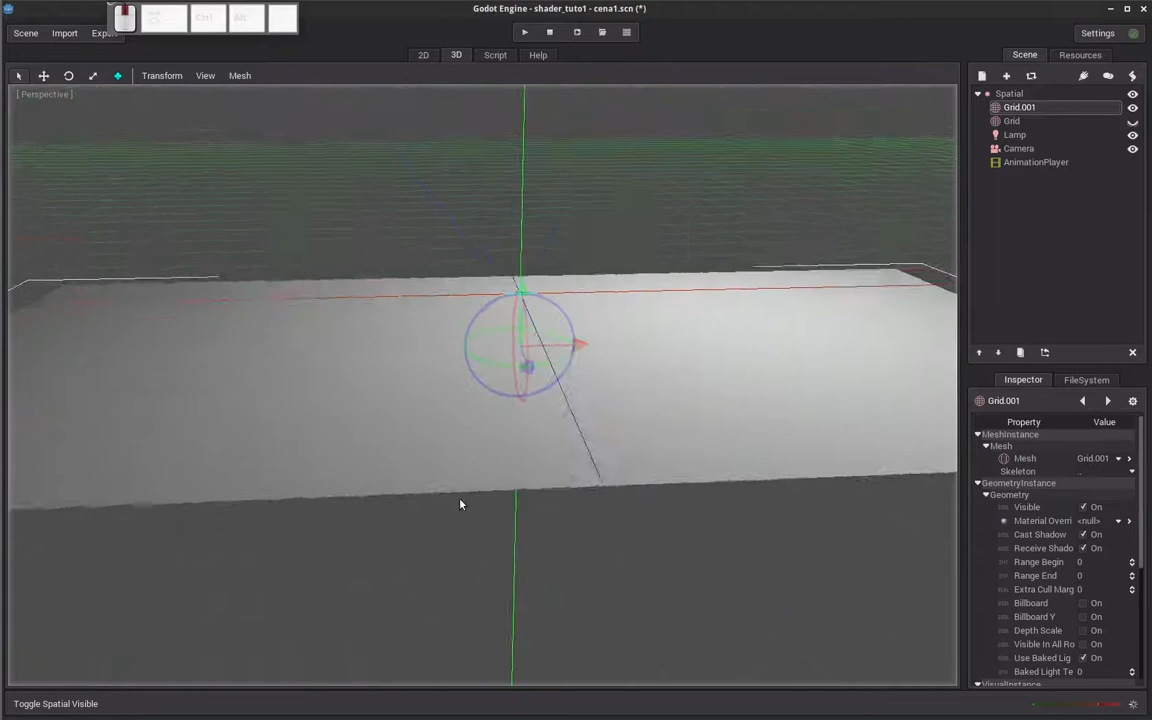 Godot Engine - shader_tuto1 - cena1.scn (*)
Ctrl Alt
Scene Import Export Settings
2D 3D Script Help
Scene Resources
Transform View Mesh
[ Perspective ]
Spatial
Grid.001
Grid
Lamp
Camera
AnimationPlayer
Inspector FileSystem
Grid.001
Property Value
MeshInstance
Mesh
Mesh Grid.001
Skeleton ..
GeometryInstance
Geometry
Visible On
Material Overri <null>
Cast Shadow On
Receive Shado On
Range Begin 0
Range End 0
Extra Cull Marg 0
Billboard On
Billboard Y On
Depth Scale On
Visible In All Ro On
Use Baked Lig On
Baked Light Te 0
VisualInstance
Toggle Spatial Visible